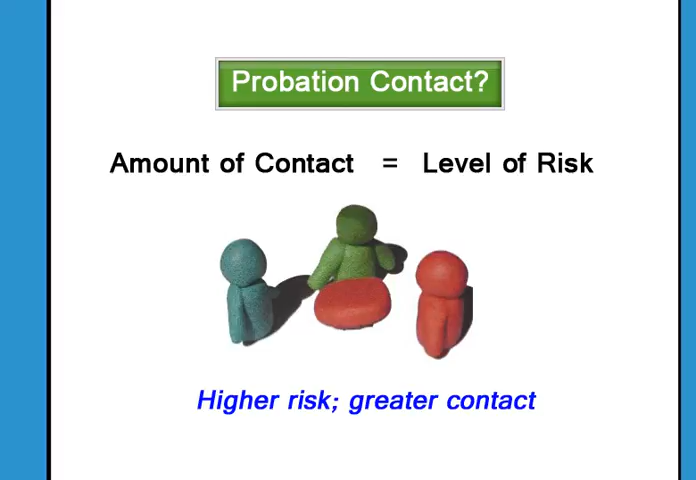 Probation Contact?
Amount of Contact = Level of Risk
Higher risk; greater contact